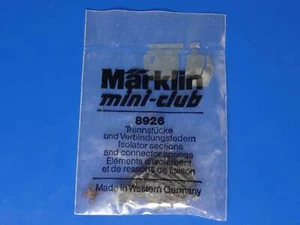 Märklin
mini-club
8926
Trennstücke
und Verbindungsfedern
Isolator sections
and connector springs
Eléments d'isolement
et de ressorts de liaison
Made in Western Germany